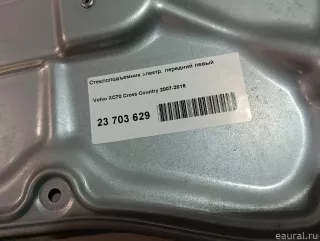 Стеклоподъемник электр. передний левый
Volvo XC70 Cross Country 2007-2016
23 703 629
eaural.ru